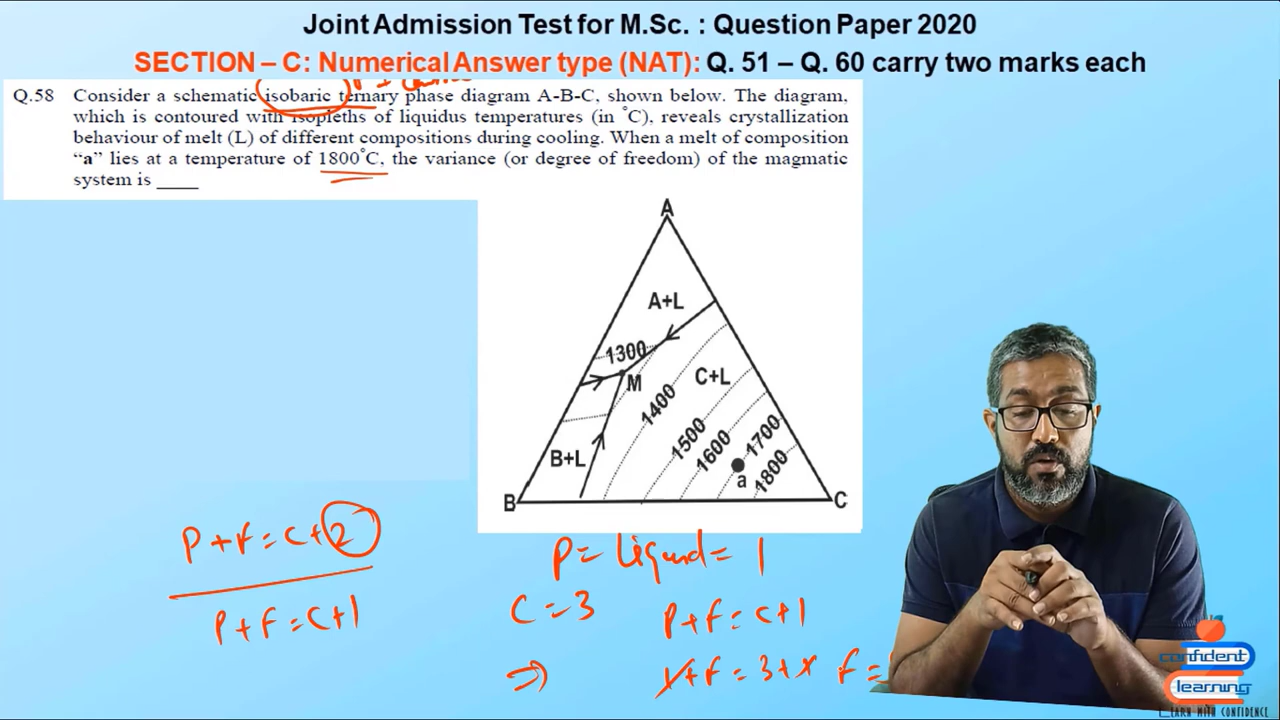 Joint Admission Test for M.Sc. : Question Paper 2020
SECTION – C: Numerical Answer type (NAT): Q. 51 – Q. 60 carry two marks each
Q.58 Consider a schematic isobaric ternary phase diagram A-B-C, shown below. The diagram,
which is contoured with isopleths of liquidus temperatures (in °C), reveals crystallization
behaviour of melt (L) of different compositions during cooling. When a melt of composition
“a” lies at a temperature of 1800°C, the variance (or degree of freedom) of the magmatic
system is ____
A
A+L
1300
M
C+L
1400
1500
1600
1700
1800
a
B+L
B
C
P+F=C+2
P+F=C+1
P= Liquid= 1
C=3
P+F=C+1
⇒ 1+F=3+1 F=
confident
learning
LEARN WITH CONFIDENCE